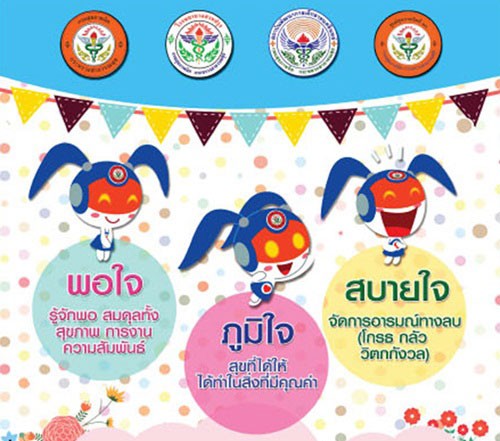 พอใจ
รู้จักพอ สมดุลทั้ง
สุขภาพ การงาน
ความสัมพันธ์
ภูมิใจ
สุขที่ได้ให้
ได้ทำในสิ่งที่มีคุณค่า
สบายใจ
จัดการอารมณ์ทางลบ
(โกรธ กลัว
วิตกกังวล)